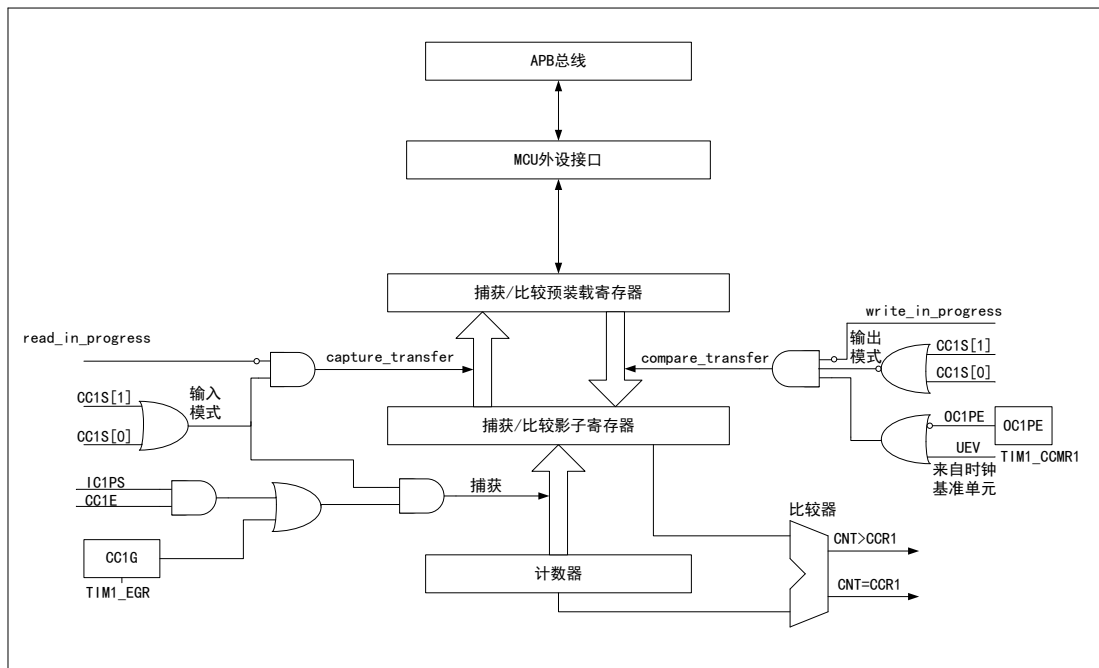 APB总线
MCU外设接口
捕获/比较预装载寄存器
write_in_progress
read_in_progress
capture_transfer
compare_transfer
输出
模式
CC1S[1]
CC1S[0]
CC1S[1]
输入
模式
CC1S[0]
捕获/比较影子寄存器
OC1PE
OC1PE
UEV
TIM1_CCMR1
来自时钟
基准单元
IC1PS
CC1E
捕获
比较器
CC1G
TIM1_EGR
计数器
CNT>CCR1
CNT=CCR1